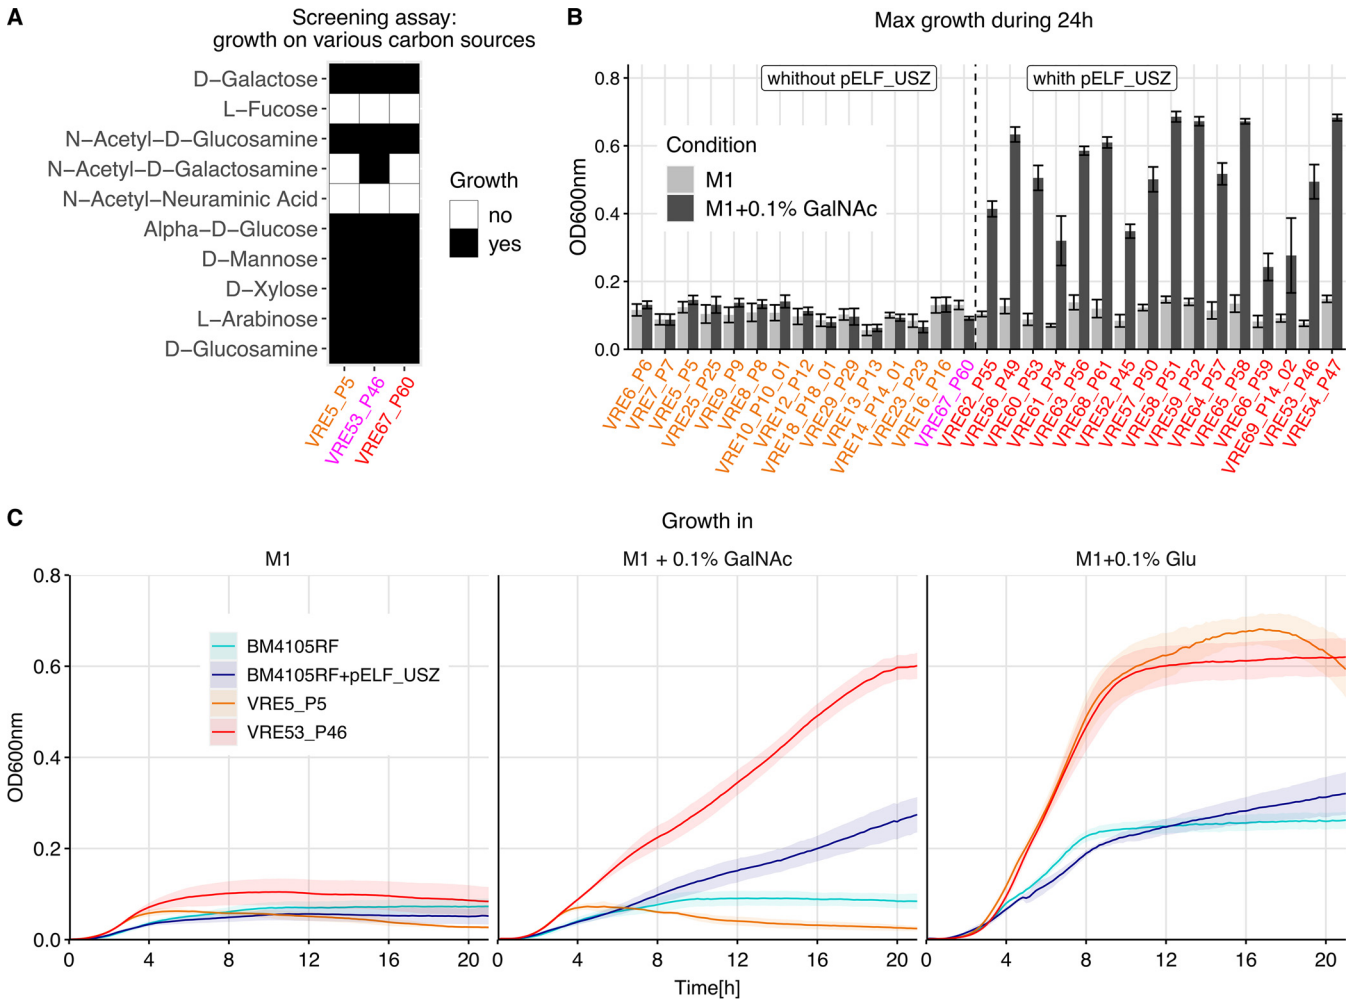 A
Screening assay:
growth on various carbon sources
D−Galactose
L−Fucose
N−Acetyl−D−Glucosamine
N−Acetyl−D−Galactosamine
N−Acetyl−Neuraminic Acid
Alpha−D−Glucose
D−Mannose
D−Xylose
L−Arabinose
D−Glucosamine
VRE5_P5
VRE53_P46
VRE67_P60
Growth
no
yes
B
Max growth during 24h
whithout pELF_USZ
whith pELF_USZ
OD600nm
0.8
0.6
0.4
0.2
0.0
Condition
M1
M1+0.1% GalNAc
VRE6_P6
VRE7_P7
VRE5_P5
VRE25_P25
VRE9_P9
VRE8_P8
VRE10_P10_01
VRE12_P12
VRE18_P18_01
VRE29_P29
VRE13_P13
VRE14_P14_01
VRE23_P23
VRE16_P16
VRE67_P60
VRE62_P55
VRE56_P49
VRE60_P53
VRE61_P54
VRE63_P56
VRE68_P61
VRE52_P45
VRE57_P50
VRE58_P51
VRE59_P52
VRE64_P57
VRE65_P58
VRE66_P59
VRE69_P14_02
VRE53_P46
VRE54_P47
C
Growth in
M1
M1 + 0.1% GalNAc
M1+0.1% Glu
OD600nm
0.8
0.6
0.4
0.2
0.0
BM4105RF
BM4105RF+pELF_USZ
VRE5_P5
VRE53_P46
0 4 8 12 16 20
0 4 8 12 16 20
0 4 8 12 16 20
Time[h]